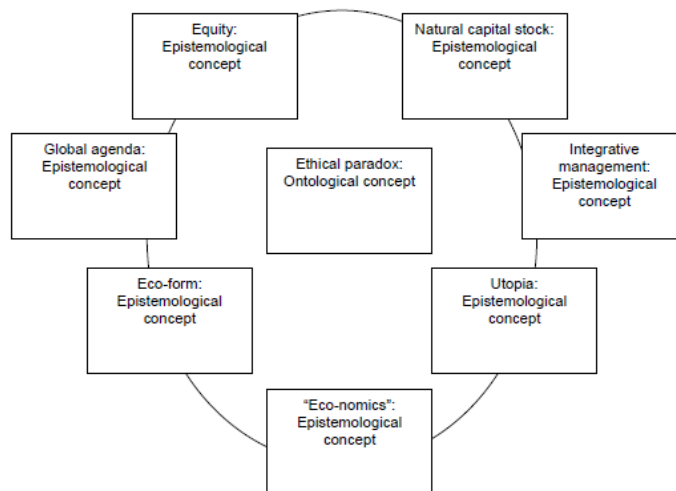 Equity:
Epistemological
concept
Natural capital stock:
Epistemological
concept
Global agenda:
Epistemological
concept
Ethical paradox:
Ontological concept
Integrative
management:
Epistemological
concept
Eco-form:
Epistemological
concept
Utopia:
Epistemological
concept
“Eco-nomics”:
Epistemological
concept